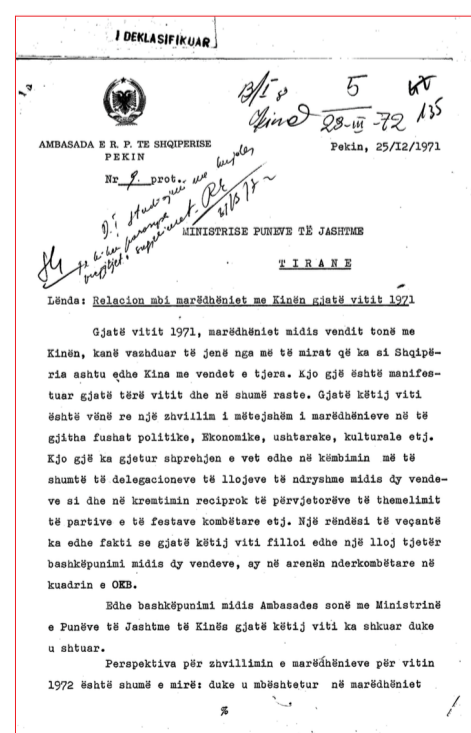 I DEKLASIFIKUAR
5
23-III-72
135
AMBASADA E R. P. TE SHQIPERISE
PEKIN
Pekin, 25/I2/1971
Nr 9. prot.
MINISTRISE PUNEVE TË JASHTME
T I R A N E
Lënda: Relacion mbi marëdhëniet me Kinën gjatë vitit 1971
Gjatë vitit 1971, marëdhëniet midis vendit tonë me
Kinën, kanë vazhduar të jenë nga më të mirat që ka si Shqipë-
ria ashtu edhe Kina me vendet e tjera. Kjo gjë është manifes-
tuar gjatë tërë vitit dhe në shumë raste. Gjatë këtij viti
është vënë re një zhvillim i mëtejshëm i marëdhënieve në të
gjitha fushat politike, Ekonomike, ushtarake, kulturale etj.
Kjo gjë ka gjetur shprehjen e vet edhe në këmbimin më të
shumtë të delegacioneve të llojeve të ndryshme midis dy vende-
ve si dhe në kremtimin reciprok të përvjetorëve të themelimit
të partive e të festave kombëtare etj. Një rëndësi të veçantë
ka edhe fakti se gjatë këtij viti filloi edhe një lloj tjetër
bashkëpunimi midis dy vendeve, ay në arenën nderkombëtare në
kuadrin e OKB.
Edhe bashkëpunimi midis Ambasades sonë me Ministrinë
e Punëve të Jashtme të Kinës gjatë këtij viti ka shkuar duke
u shtuar.
Perspektiva për zhvillimin e marëdhënieve për vitin
1972 është shumë e mirë: duke u mbështetur në marëdhëniet
%